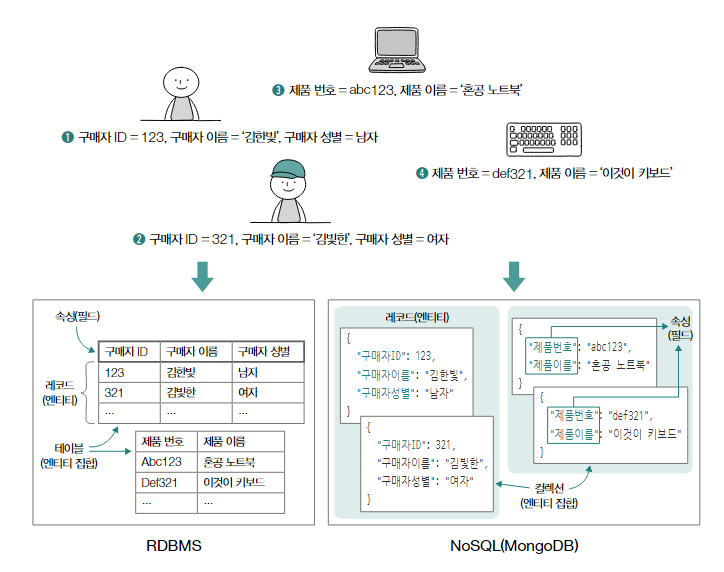 ❸ 제품 번호 = abc123, 제품 이름 = ‘혼공 노트북’
❶ 구매자 ID = 123, 구매자 이름 = ‘김한빛’, 구매자 성별 = 남자
❹ 제품 번호 = def321, 제품 이름 = ‘이것이 키보드’
❷ 구매자 ID = 321, 구매자 이름 = ‘김빛한’, 구매자 성별 = 여자
속성(필드)
구매자 ID 구매자 이름 구매자 성별
123 김한빛 남자
321 김빛한 여자
... ... ...
레코드
(엔티티)
테이블
(엔티티 집합)
제품 번호 제품 이름
Abc123 혼공 노트북
Def321 이것이 키보드
... ...
RDBMS
레코드(엔티티)
{
"구매자ID": 123,
"구매자이름": "김한빛",
"구매자성별": "남자"
}
{
"구매자ID": 321,
"구매자이름": "김빛한",
"구매자성별": "여자"
}
속성
(필드)
{
"제품번호": "abc123",
"제품이름": "혼공 노트북"
}
{
"제품번호": "def321",
"제품이름": "이것이 키보드"
}
컬렉션
(엔티티 집합)
NoSQL(MongoDB)